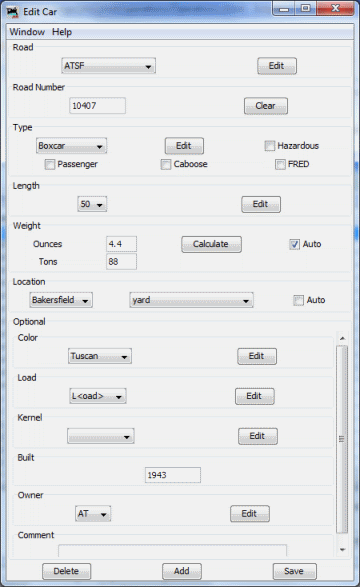 Edit Car
Window Help
Road
ATSF Edit
Road Number
10407 Clear
Type
Boxcar Edit Hazardous
Passenger Caboose FRED
Length
50 Edit
Weight
Ounces 4.4 Calculate Auto
Tons 88
Location
Bakersfield yard Auto
Optional
Color
Tuscan Edit
Load
L<oad> Edit
Kernel
Edit
Built
1943
Owner
AT Edit
Comment
Delete Add Save